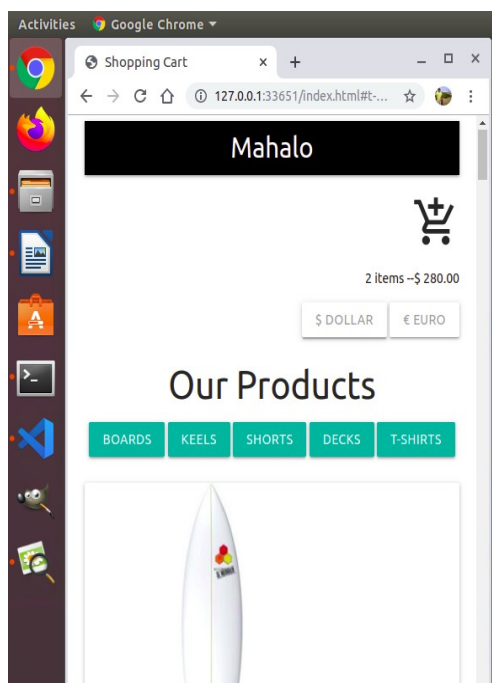 Activities Google Chrome
Shopping Cart
127.0.0.1:33651/index.html#t-...
Mahalo
2 items --$ 280.00
$ DOLLAR € EURO
Our Products
BOARDS KEELS SHORTS DECKS T-SHIRTS